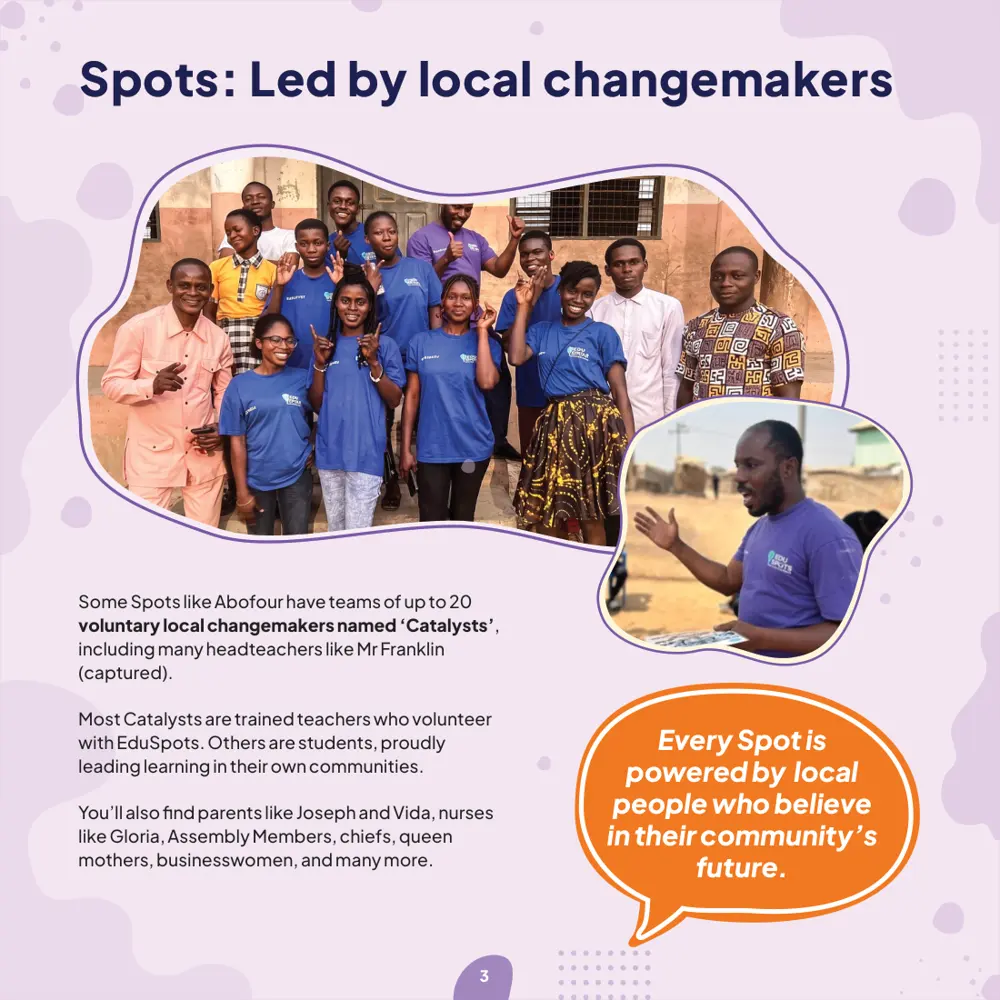 Spots: Led by local changemakers
EDU
SPOTS
Some Spots like Abofour have teams of up to 20
voluntary local changemakers named ‘Catalysts’,
including many headteachers like Mr Franklin
(captured).
Most Catalysts are trained teachers who volunteer
with EduSpots. Others are students, proudly
leading learning in their own communities.
You’ll also find parents like Joseph and Vida, nurses
like Gloria, Assembly Members, chiefs, queen
mothers, businesswomen, and many more.
Every Spot is
powered by local
people who believe
in their community’s
future.
3